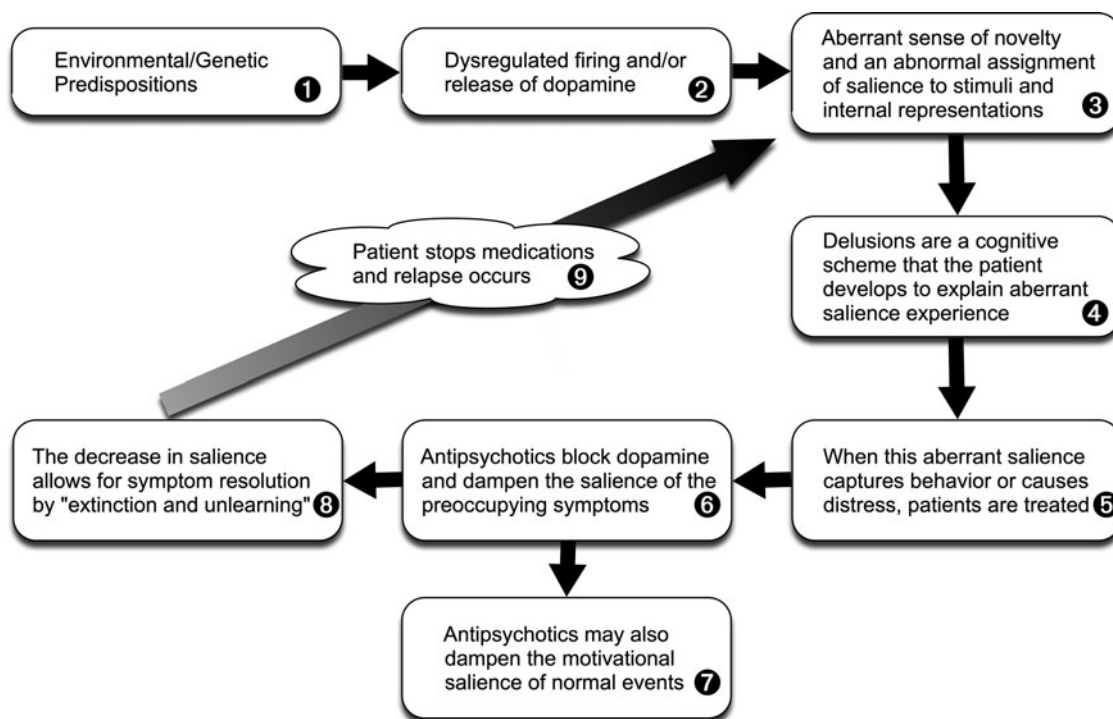 Environmental/Genetic
Predispositions
1
Dysregulated firing and/or
release of dopamine
2
Aberrant sense of novelty
and an abnormal assignment
of salience to stimuli and
internal representations
3
Delusions are a cognitive
scheme that the patient
develops to explain aberrant
salience experience
4
When this aberrant salience
captures behavior or causes
distress, patients are treated
5
Antipsychotics block dopamine
and dampen the salience of the
preoccupying symptoms
6
Antipsychotics may also
dampen the motivational
salience of normal events
7
The decrease in salience
allows for symptom resolution
by "extinction and unlearning"
8
Patient stops medications
and relapse occurs
9